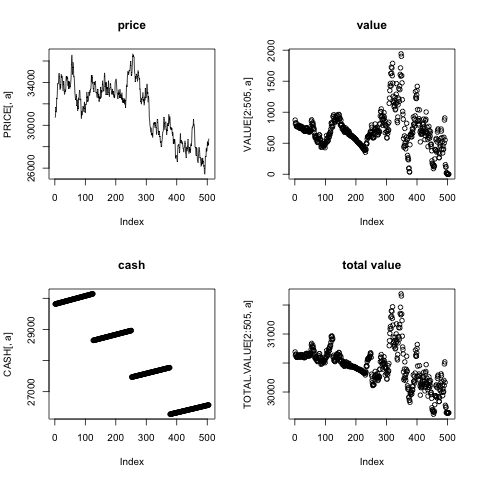 price
PRICE[, a]
26000 30000 34000
0 100 200 300 400 500
Index
value
VALUE[2:505, a]
0 500 1000 1500 2000
0 100 200 300 400 500
Index
cash
CASH[, a]
27000 29000
0 100 200 300 400 500
Index
total value
TOTAL.VALUE[2:505, a]
30000 31000
0 100 200 300 400 500
Index